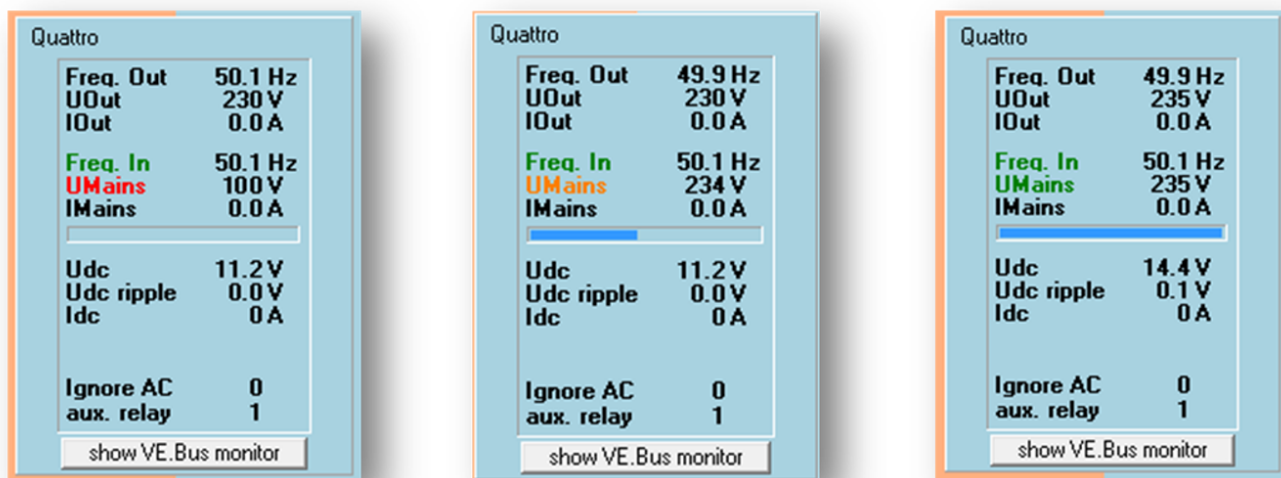 Quattro
Freq. Out 50.1 Hz
UOut 230 V
IOut 0.0 A
Freq. In 50.1 Hz
UMains 100 V
IMains 0.0 A
Udc 11.2 V
Udc ripple 0.0 V
Idc 0 A
Ignore AC 0
aux. relay 1
show VE.Bus monitor
Quattro
Freq. Out 49.9 Hz
UOut 230 V
IOut 0.0 A
Freq. In 50.1 Hz
UMains 234 V
IMains 0.0 A
Udc 11.2 V
Udc ripple 0.0 V
Idc 0 A
Ignore AC 0
aux. relay 1
show VE.Bus monitor
Quattro
Freq. Out 49.9 Hz
UOut 235 V
IOut 0.0 A
Freq. In 50.1 Hz
UMains 235 V
IMains 0.0 A
Udc 14.4 V
Udc ripple 0.1 V
Idc 0 A
Ignore AC 0
aux. relay 1
show VE.Bus monitor